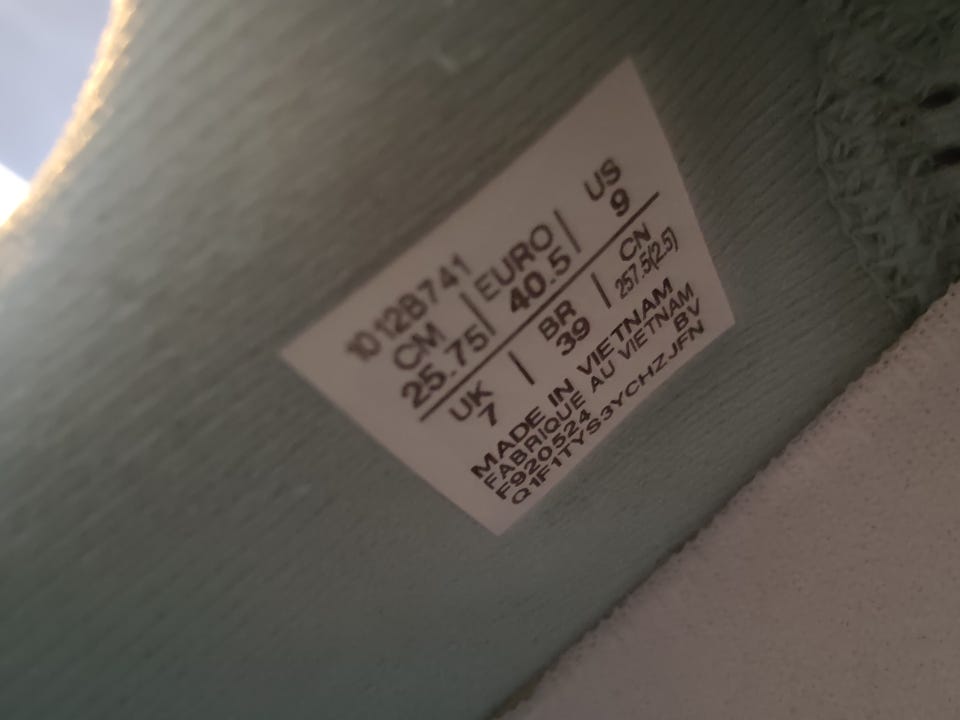 1012B741
CM | EURO | US
25.75 | 40.5 | 9
UK | BR | CN
7 | 39 | 257.5(2.5)
MADE IN VIETNAM
FABRIQUE AU VIETNAM
F920524 BV
Q1F1TYS3YCHZJFN